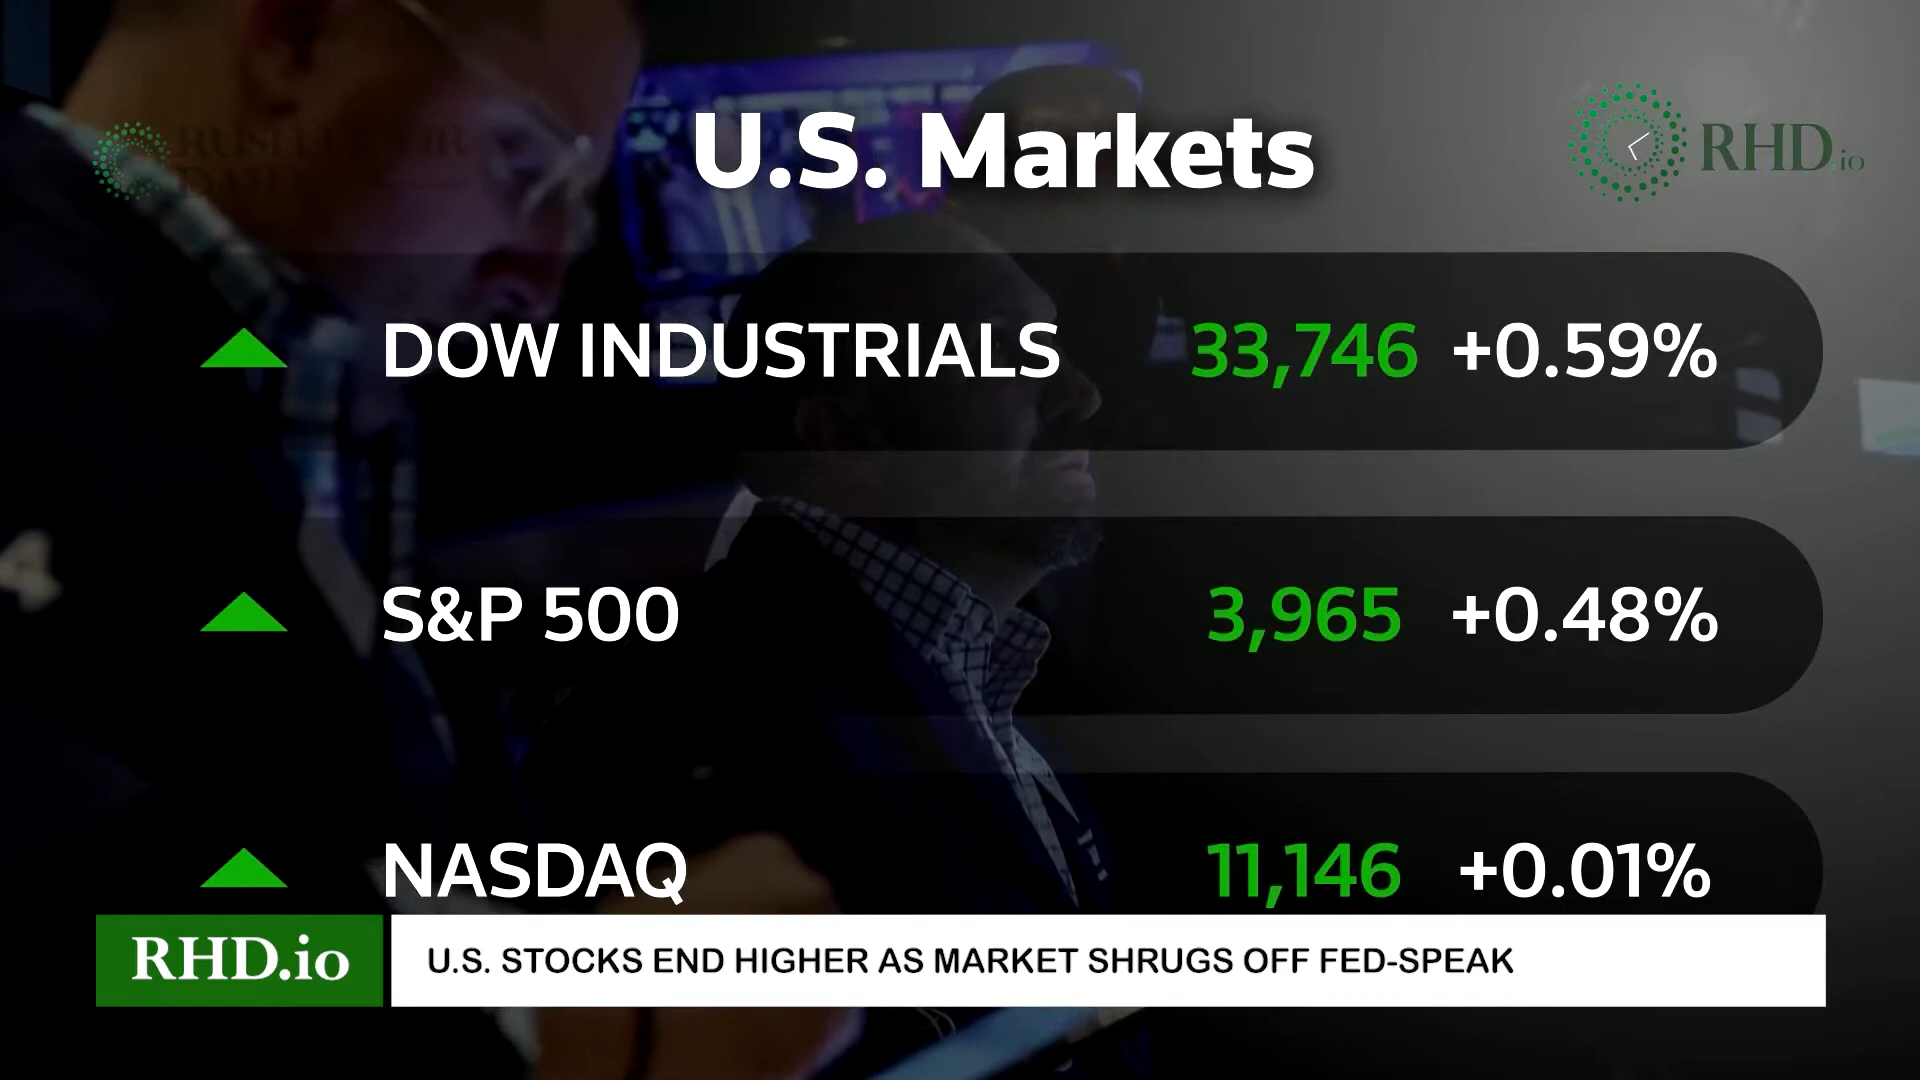 U.S. Markets
RHD.io
DOW INDUSTRIALS 33,746 +0.59%
S&P 500 3,965 +0.48%
NASDAQ 11,146 +0.01%
RHD.io U.S. STOCKS END HIGHER AS MARKET SHRUGS OFF FED-SPEAK